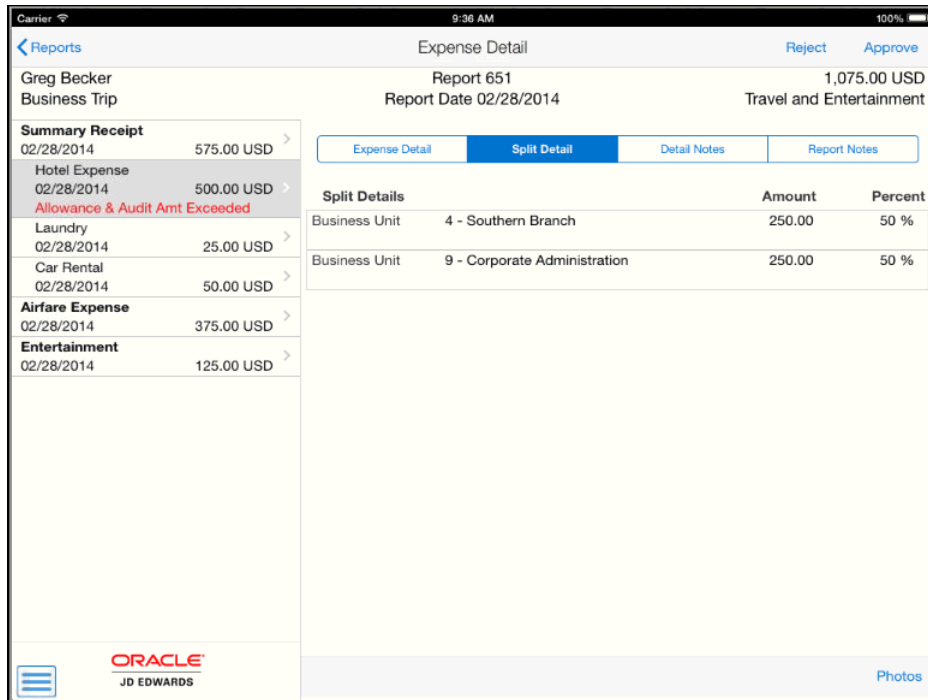 Carrier
9:36 AM
100%
Reports
Expense Detail
Reject
Approve
Greg Becker
Report 651
1,075.00 USD
Business Trip
Report Date 02/28/2014
Travel and Entertainment
Summary Receipt
02/28/2014 575.00 USD
Hotel Expense
02/28/2014 500.00 USD
Allowance & Audit Amt Exceeded
Laundry
02/28/2014 25.00 USD
Car Rental
02/28/2014 50.00 USD
Airfare Expense
02/28/2014 375.00 USD
Entertainment
02/28/2014 125.00 USD
Expense Detail Split Detail Detail Notes Report Notes
Split Details Amount Percent
Business Unit 4 - Southern Branch 250.00 50 %
Business Unit 9 - Corporate Administration 250.00 50 %
ORACLE
JD EDWARDS
Photos